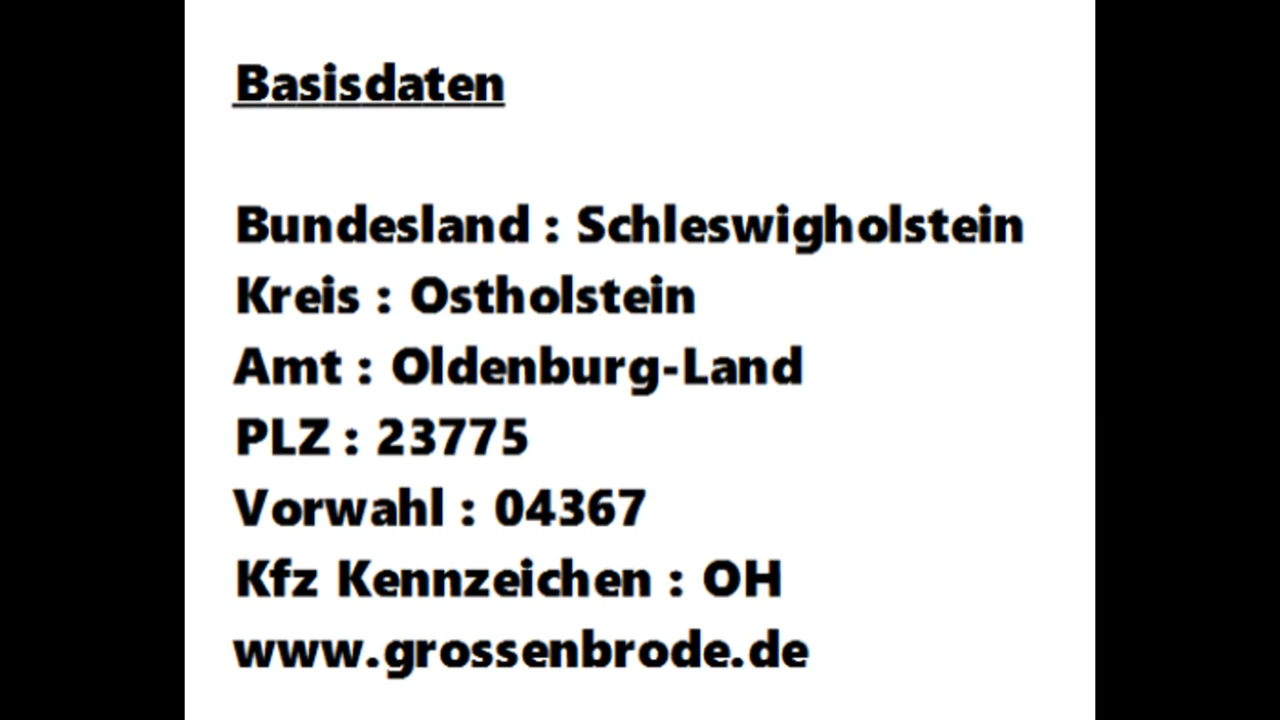 Basisdaten
Bundesland : Schleswigholstein
Kreis : Ostholstein
Amt : Oldenburg-Land
PLZ : 23775
Vorwahl : 04367
Kfz Kennzeichen : OH
www.grossenbrode.de